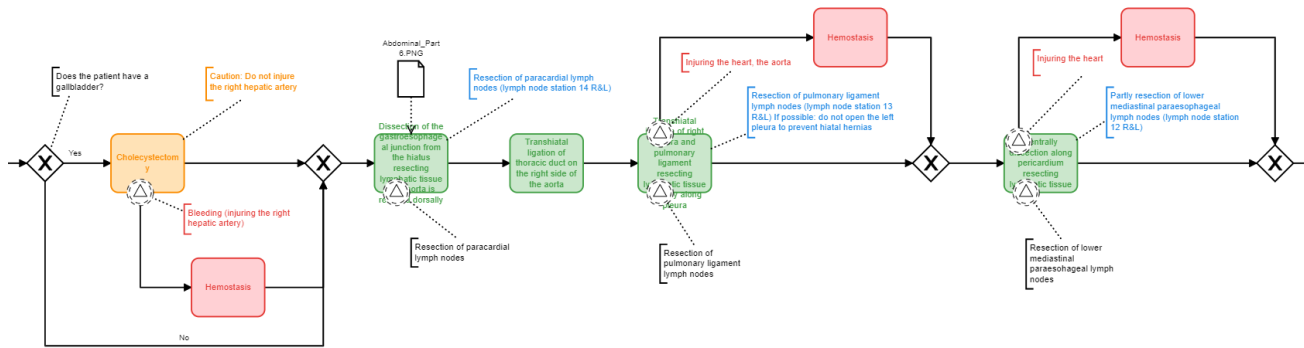 Does the patient have a
gallbladder?
Yes
No
Caution: Do not injure
the right hepatic artery
Cholecystectom
y
Bleeding (injuring the right
hepatic artery)
Hemostasis
Abdominal_Part
6.PNG
Resection of paracardial lymph
nodes (lymph node station 14 R&L)
Dissection of the
gastroesophage
al junction from
the hiatus
resecting
lymphatic tissue
aorta is
dorsally
Resection of paracardial
lymph nodes
Transhiatal
ligation of
thoracic duct on
the right side of
the aorta
Injuring the heart, the aorta
Hemostasis
Resection of pulmonary ligament
lymph nodes (lymph node station 13
R&L) If possible: do not open the left
pleura to prevent hiatal hernias
Transhiatal
of right
and pulmonary
ligament
resecting
lymphatic tissue
along
pleura
Resection of
pulmonary ligament
lymph nodes
Injuring the heart
Hemostasis
Partly resection of lower
mediastinal paraesophageal
lymph nodes (lymph node station
12 R&L)
dissection along
pericardium
resecting
tissue
Resection of lower
mediastinal
paraesophageal lymph
nodes